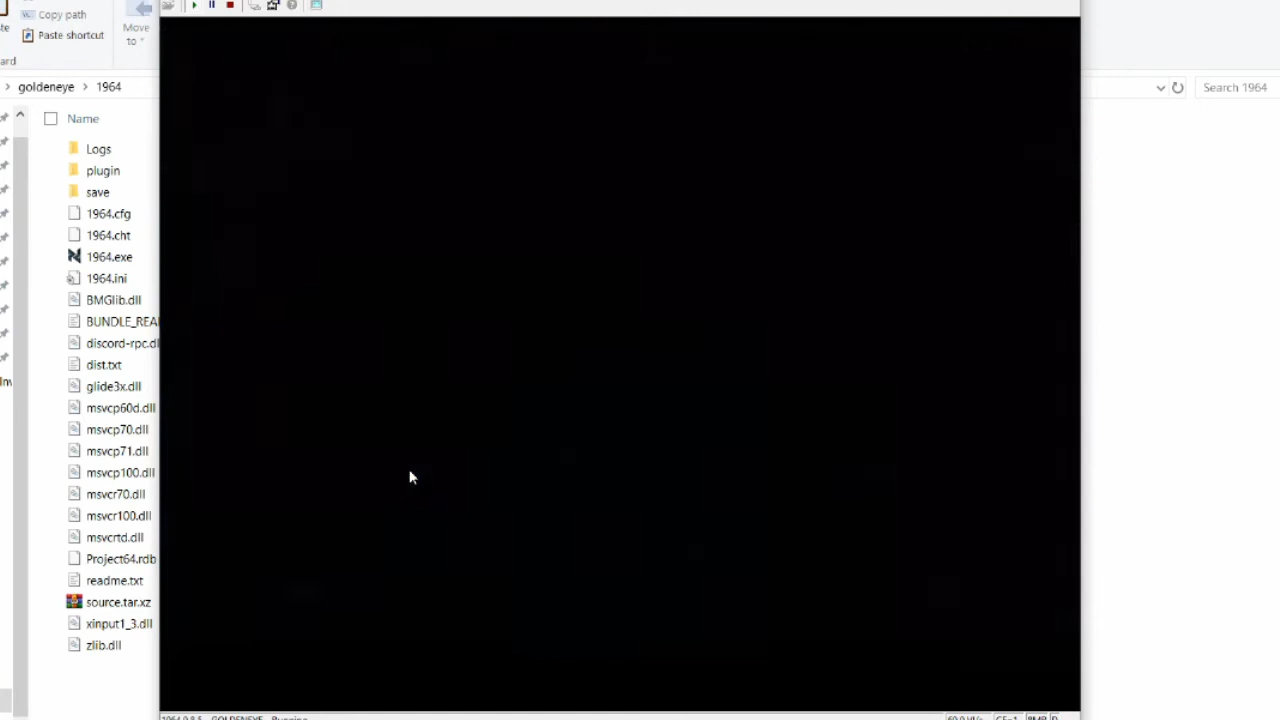 Copy path
Paste shortcut
Move
to
goldeneye > 1964
Search 1964
Name
Logs
plugin
save
1964.cfg
1964.cht
1964.exe
1964.ini
BMGlib.dll
BUNDLE_REA
discord-rpc.dl
dist.txt
glide3x.dll
msvcp60d.dll
msvcp70.dll
msvcp71.dll
msvcp100.dll
msvcr70.dll
msvcr100.dll
msvcrtd.dll
Project64.rdb
readme.txt
source.tar.xz
xinput1_3.dll
zlib.dll